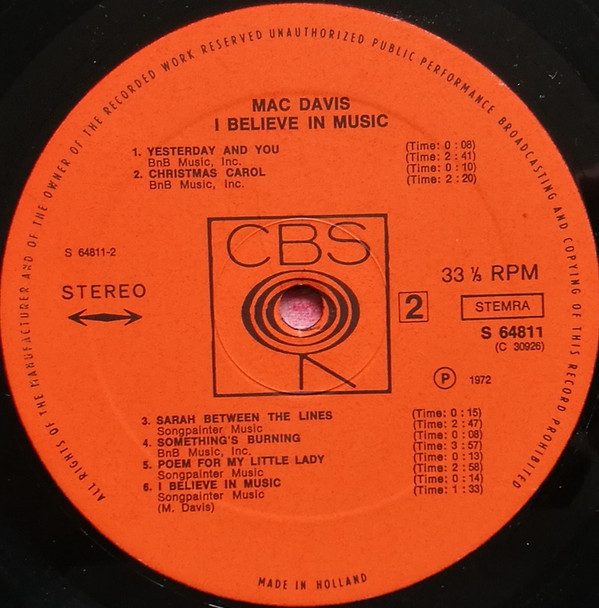 ALL RIGHTS OF THE MANUFACTURER AND OF THE OWNER OF THE RECORDED WORK RESERVED UNAUTHORIZED PUBLIC PERFORMANCE BROADCASTING AND COPYING OF THIS RECORD PROHIBITED
MAC DAVIS
I BELIEVE IN MUSIC
1. YESTERDAY AND YOU (Time: 0 : 08)
BnB Music, Inc. (Time: 2 : 41)
2. CHRISTMAS CAROL (Time: 0 : 10)
BnB Music, Inc. (Time: 2 : 20)
CBS
S 64811-2
STEREO
33 ⅓ RPM
2
STEMRA
S 64811
(C 30926)
Ⓟ 1972
3. SARAH BETWEEN THE LINES (Time: 0 : 15)
Songpainter Music (Time: 2 : 47)
4. SOMETHING'S BURNING (Time: 0 : 08)
BnB Music, Inc. (Time: 3 : 57)
5. POEM FOR MY LITTLE LADY (Time: 0 : 13)
Songpainter Music (Time: 2 : 58)
6. I BELIEVE IN MUSIC (Time: 0 : 14)
Songpainter Music (Time: 1 : 33)
(M. Davis)
MADE IN HOLLAND